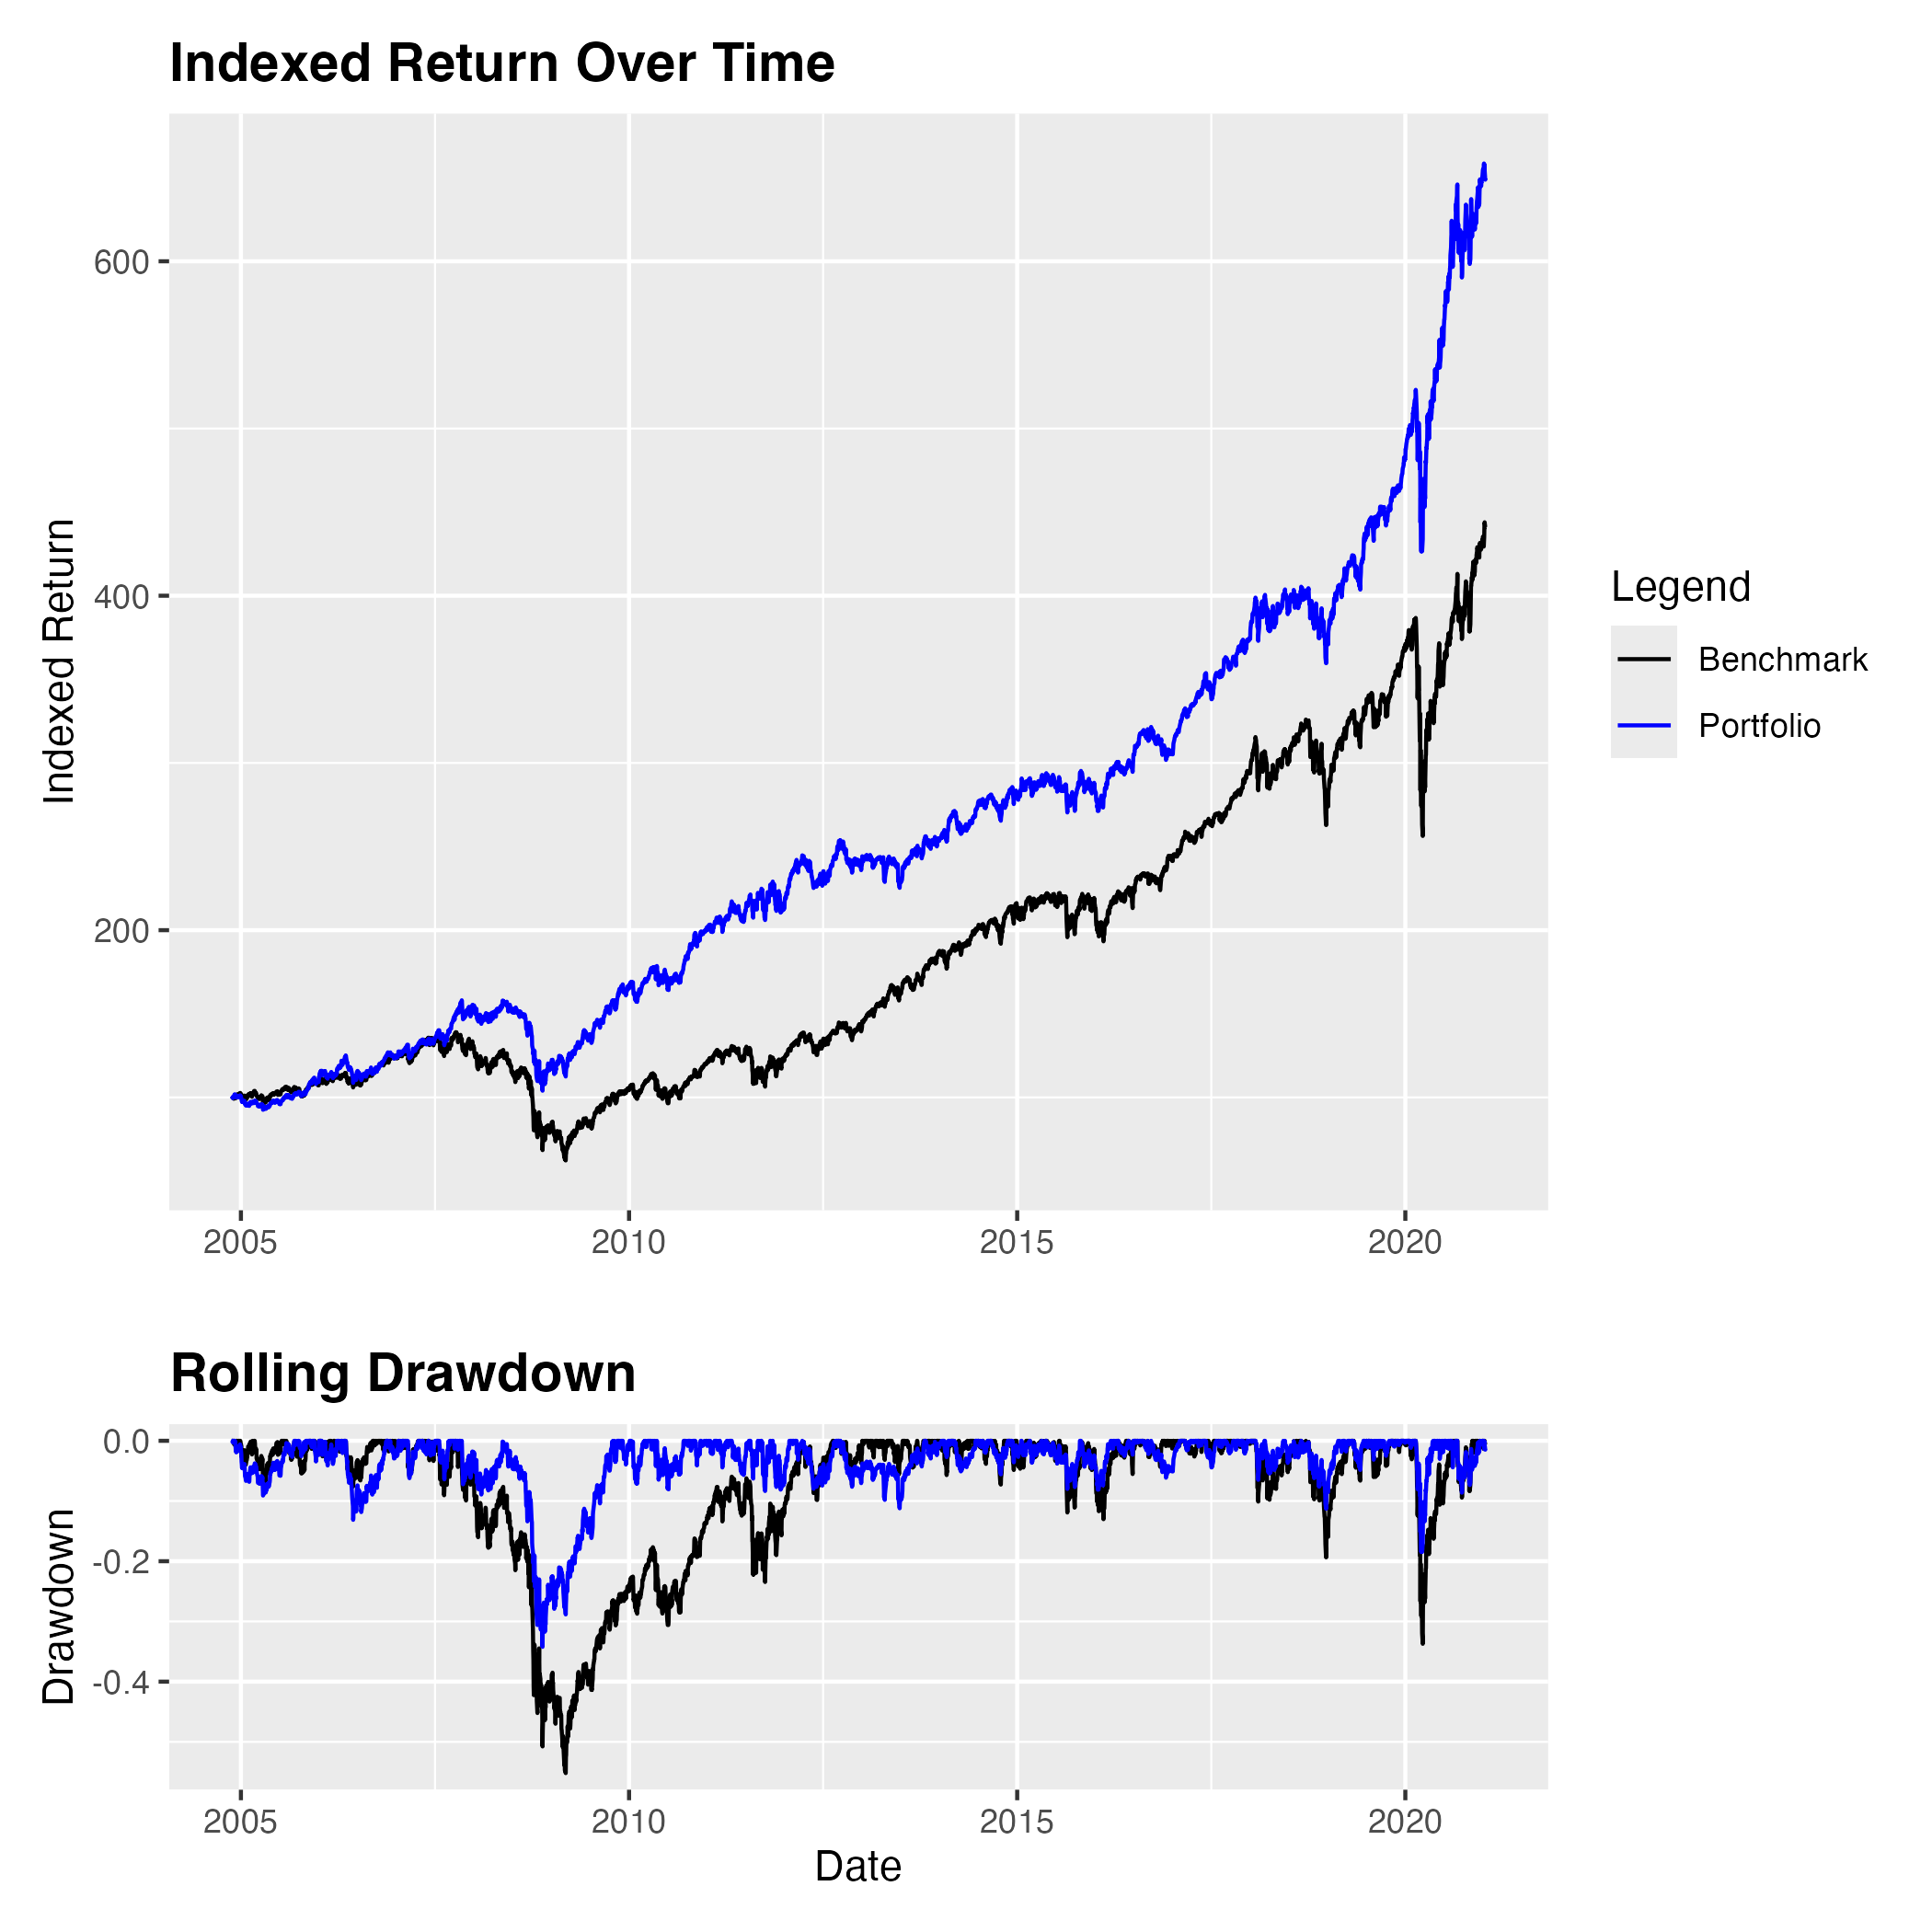 Indexed Return Over Time
Indexed Return
600
400
200
2005 2010 2015 2020
Legend
Benchmark
Portfolio
Rolling Drawdown
Drawdown
0.0
-0.2
-0.4
2005 2010 2015 2020
Date